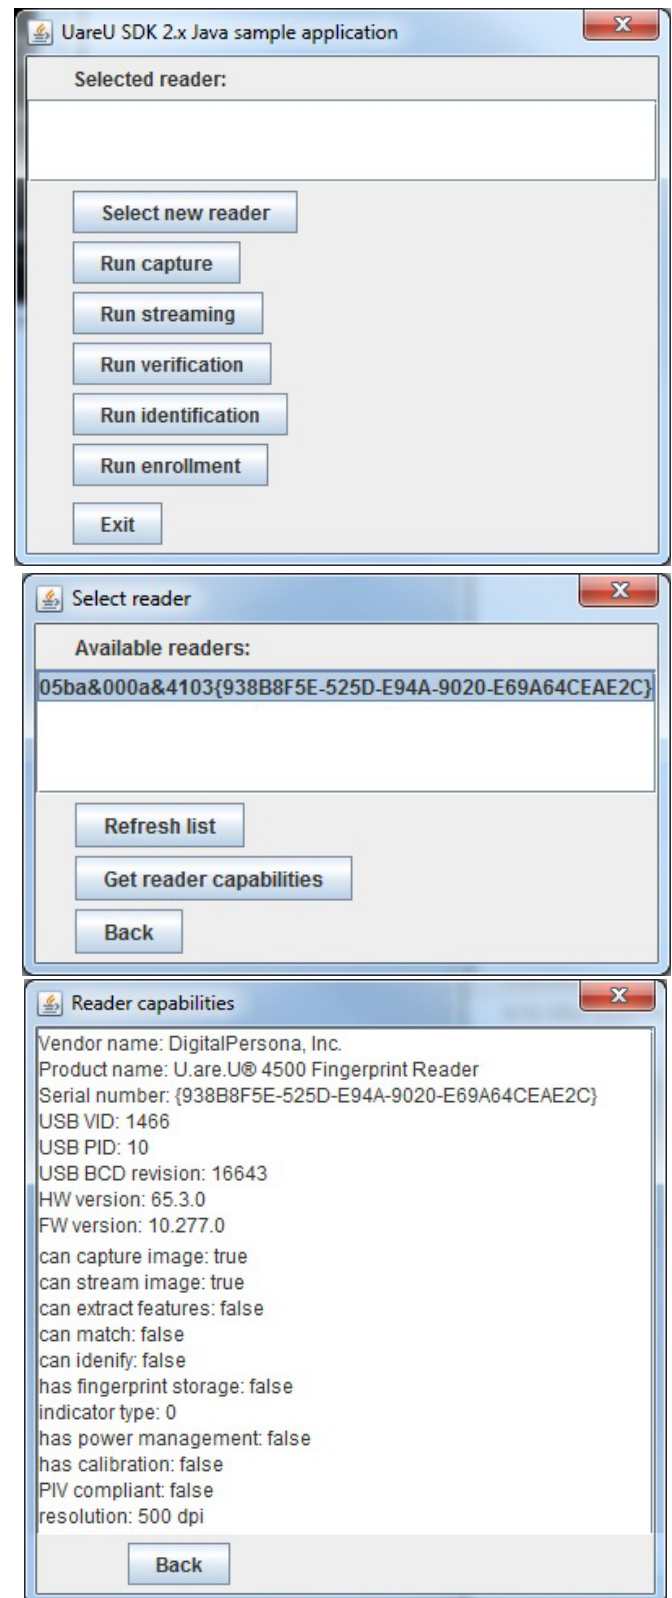 UareU SDK 2.x Java sample application
Selected reader:
Select new reader
Run capture
Run streaming
Run verification
Run identification
Run enrollment
Exit
Select reader
Available readers:
05ba&000a&4103{938B8F5E-525D-E94A-9020-E69A64CEAE2C}
Refresh list
Get reader capabilities
Back
Reader capabilities
Vendor name: DigitalPersona, Inc.
Product name: U.are.U® 4500 Fingerprint Reader
Serial number: {938B8F5E-525D-E94A-9020-E69A64CEAE2C}
USB VID: 1466
USB PID: 10
USB BCD revision: 16643
HW version: 65.3.0
FW version: 10.277.0
can capture image: true
can stream image: true
can extract features: false
can match: false
can idenify: false
has fingerprint storage: false
indicator type: 0
has power management: false
has calibration: false
PIV compliant: false
resolution: 500 dpi
Back